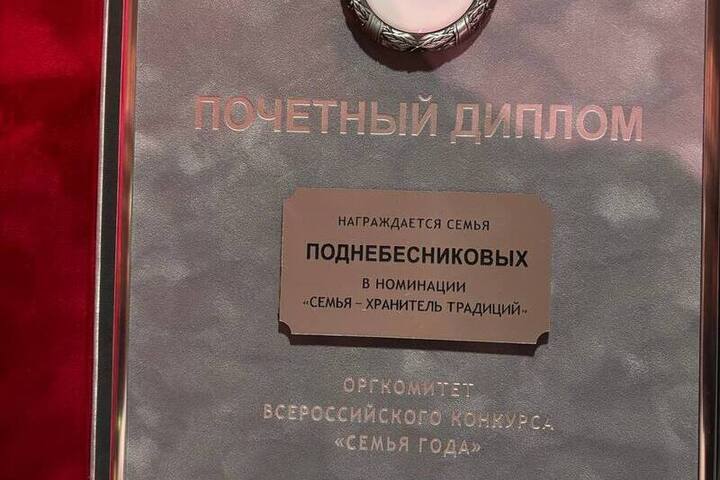 ПОЧЕТНЫЙ ДИПЛОМ
НАГРАЖДАЕТСЯ СЕМЬЯ
ПОДНЕБЕСНИКОВЫХ
В НОМИНАЦИИ
«СЕМЬЯ – ХРАНИТЕЛЬ ТРАДИЦИЙ»
ОРГКОМИТЕТ
ВСЕРОССИЙСКОГО КОНКУРСА
«СЕМЬЯ ГОДА»